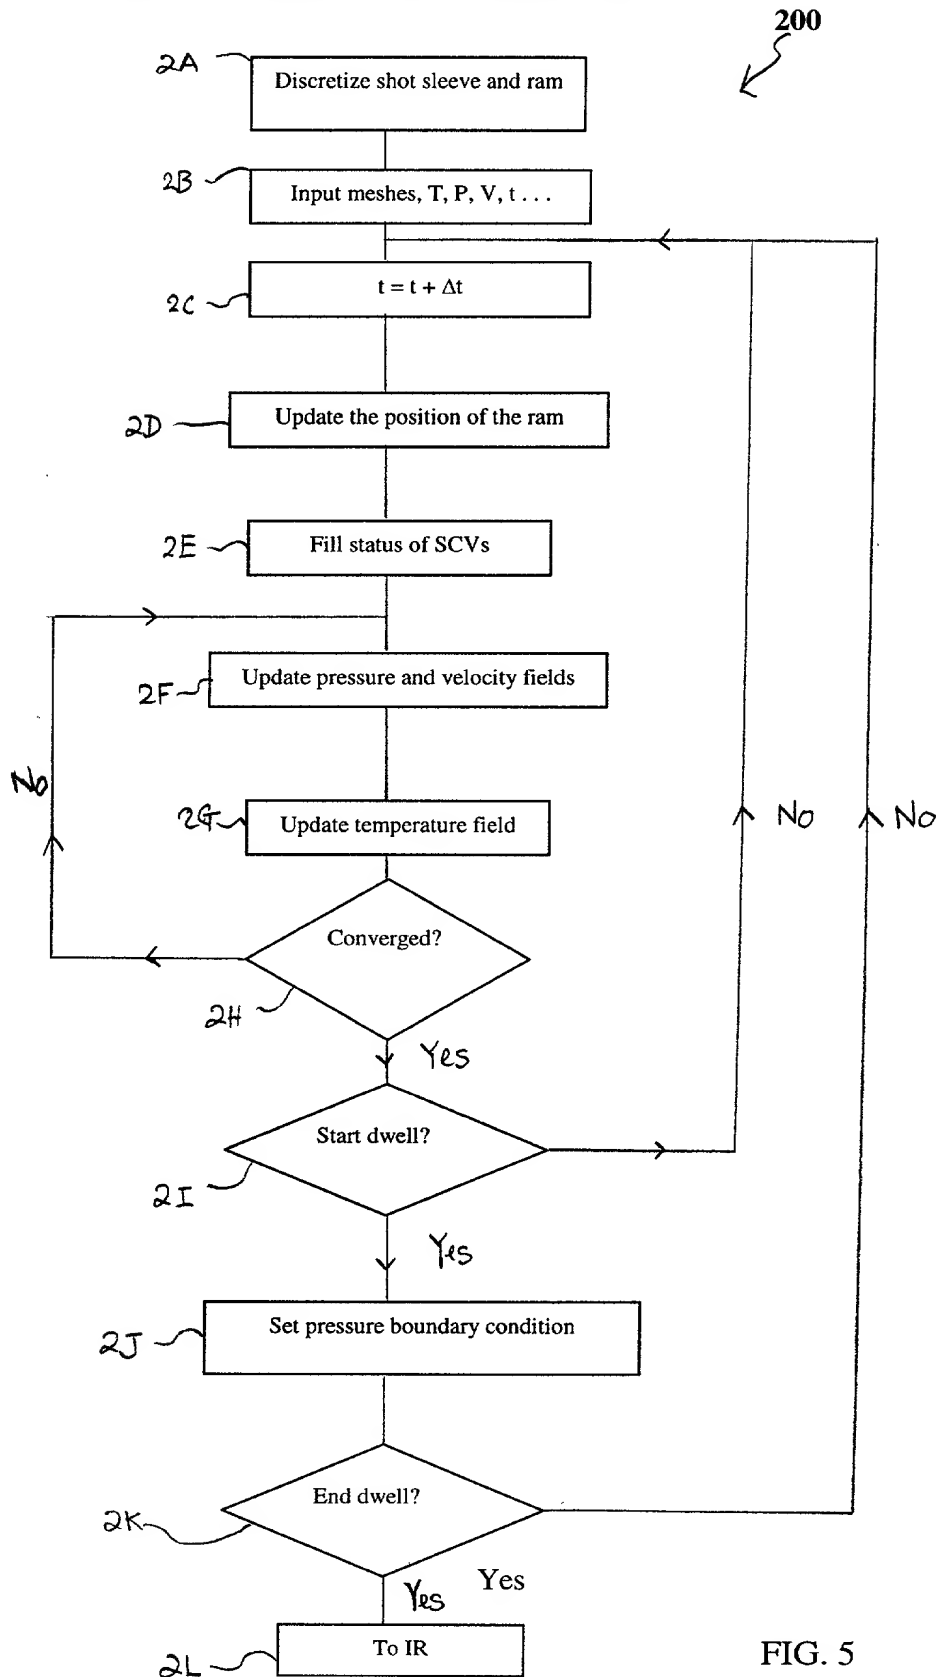 200
2A
Discretize shot sleeve and ram
2B
Input meshes, T, P, V, t . . .
2C
t = t + Δt
2D
Update the position of the ram
2E
Fill status of SCVs
2F
Update pressure and velocity fields
No
2G
Update temperature field
No
No
Converged?
2H
Yes
Start dwell?
2I
Yes
2J
Set pressure boundary condition
End dwell?
2K
Yes
Yes
2L
To IR
FIG. 5